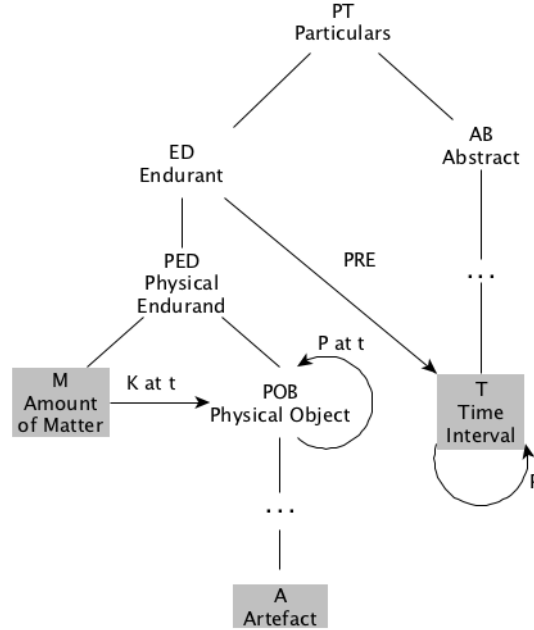 PT
Particulars
ED
Endurant
AB
Abstract
PED
Physical
Endurand
PRE
...
P at t
M
Amount
of Matter
K at t
POB
Physical Object
T
Time
Interval
...
A
Artefact